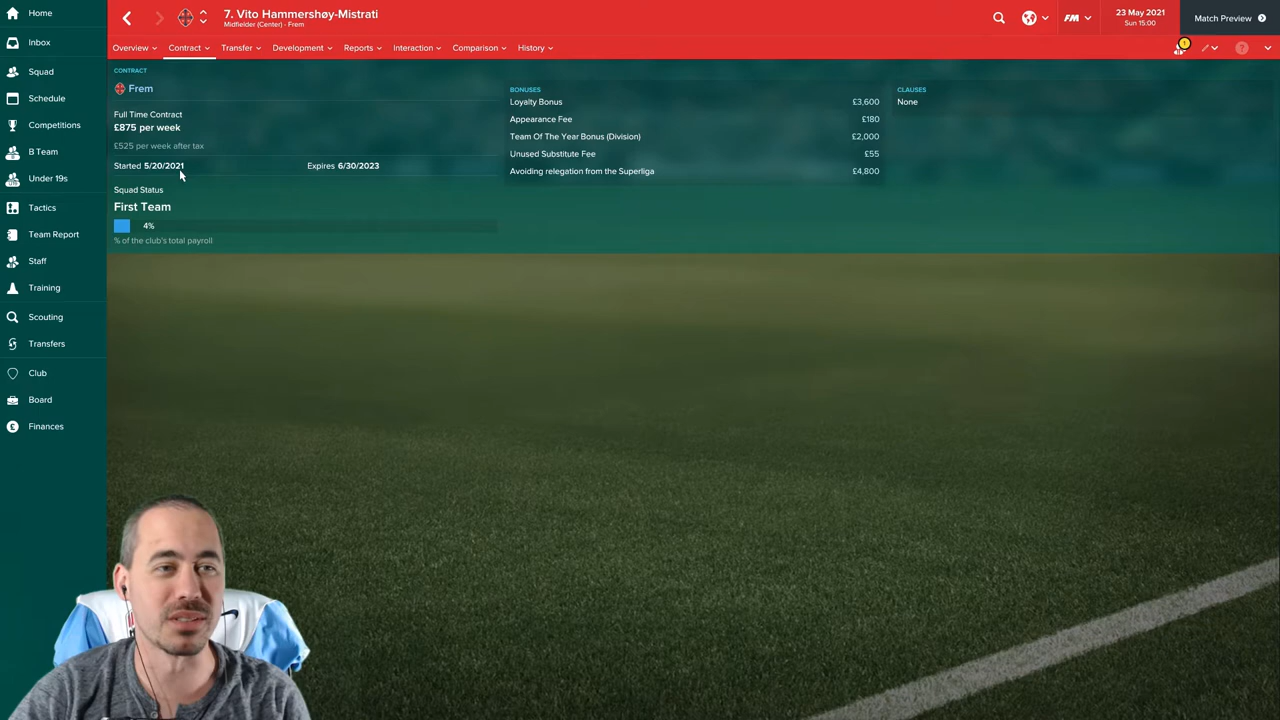 Home
Inbox
Squad
Schedule
Competitions
B Team
Under 19s
Tactics
Team Report
Staff
Training
Scouting
Transfers
Club
Board
Finances
7. Vito Hammershøy-Mistrati
Midfielder (Center) - Frem
FM
23 May 2021
Sun 15:00
Match Preview
Overview
Contract
Transfer
Development
Reports
Interaction
Comparison
History
1
?
CONTRACT
Frem
Full Time Contract
£875 per week
£525 per week after tax
Started 5/20/2021
Expires 6/30/2023
Squad Status
First Team
4%
% of the club's total payroll
BONUSES
Loyalty Bonus £3,600
Appearance Fee £180
Team Of The Year Bonus (Division) £2,000
Unused Substitute Fee £55
Avoiding relegation from the Superliga £4,800
CLAUSES
None